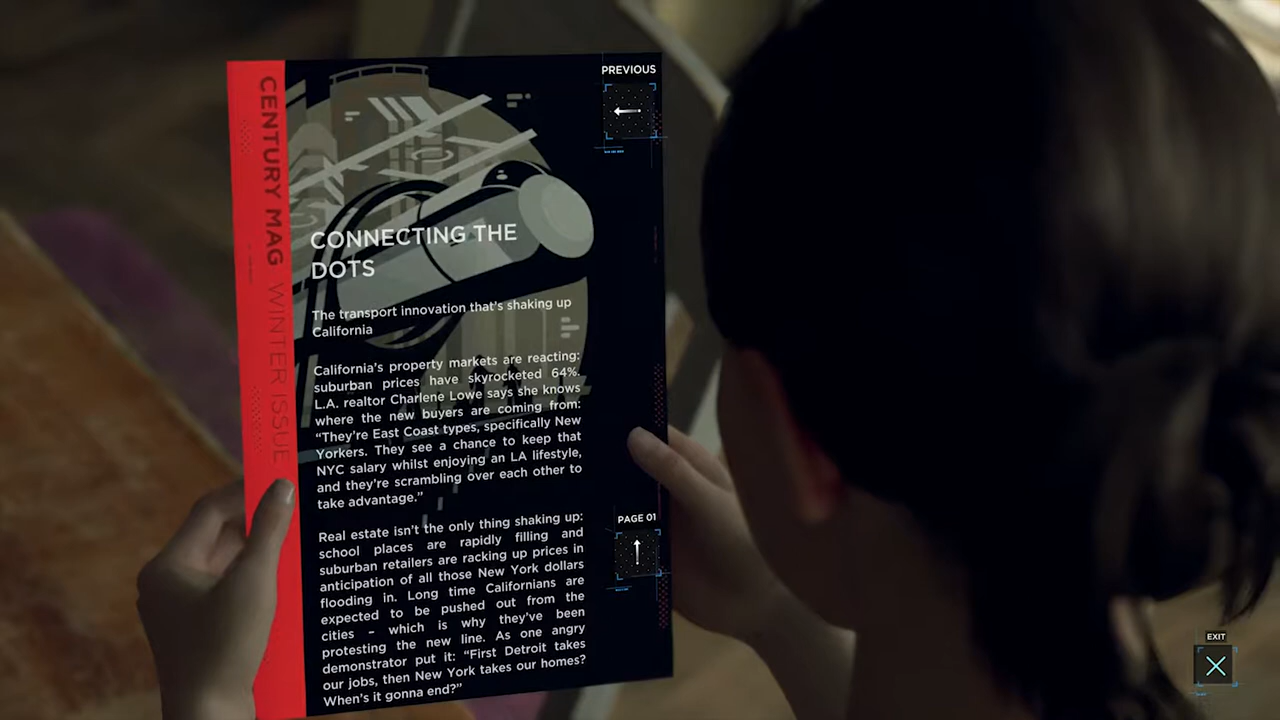 CENTURY MAG WINTER ISSUE
PREVIOUS
CONNECTING THE
DOTS
The transport innovation that's shaking up
California
California's property markets are reacting:
suburban prices have skyrocketed 64%.
L.A. realtor Charlene Lowe says she knows
where the new buyers are coming from:
“They're East Coast types, specifically New
Yorkers. They see a chance to keep that
NYC salary whilst enjoying an LA lifestyle,
and they're scrambling over each other to
take advantage.”
Real estate isn't the only thing shaking up:
school places are rapidly filling and
suburban retailers are racking up prices in
anticipation of all those New York dollars
flooding in. Long time Californians are
expected to be pushed out from the
cities – which is why they've been
protesting the new line. As one angry
demonstrator put it: “First Detroit takes
our jobs, then New York takes our homes?
When's it gonna end?”
PAGE 01
EXIT